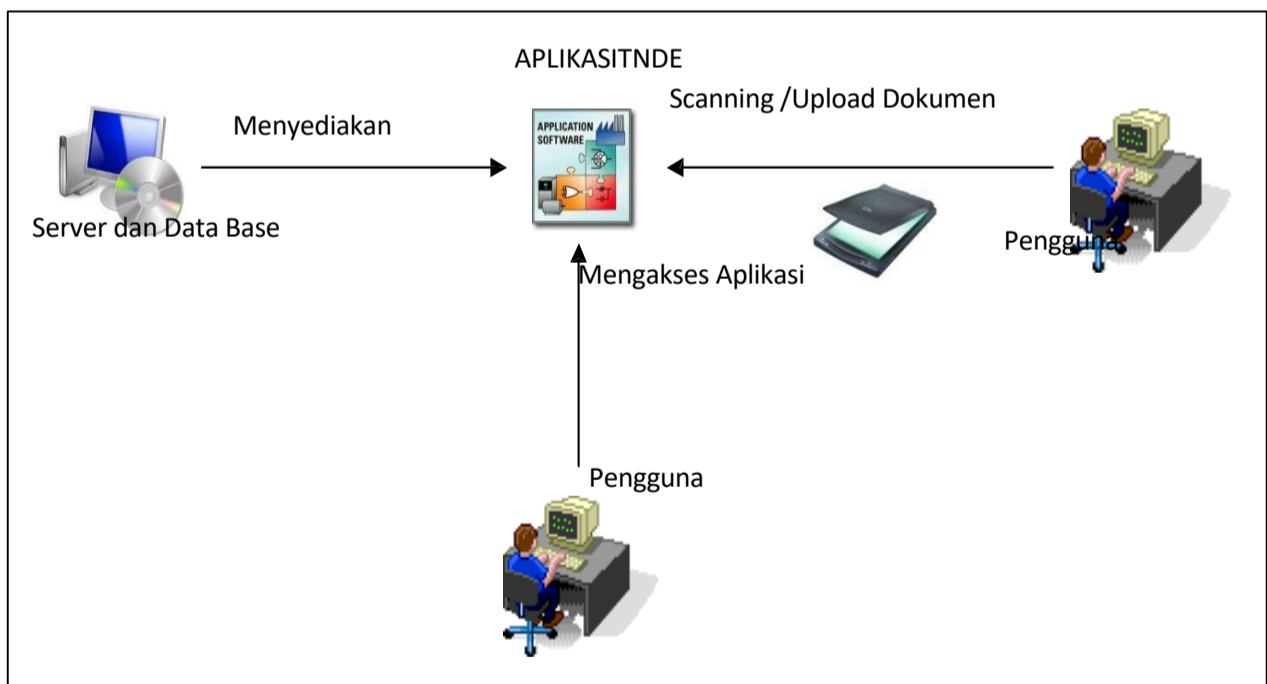 APLIKASITNDE
Scanning /Upload Dokumen
Menyediakan
APPLICATION
SOFTWARE
Server dan Data Base
Pengguna
Mengakses Aplikasi
Pengguna